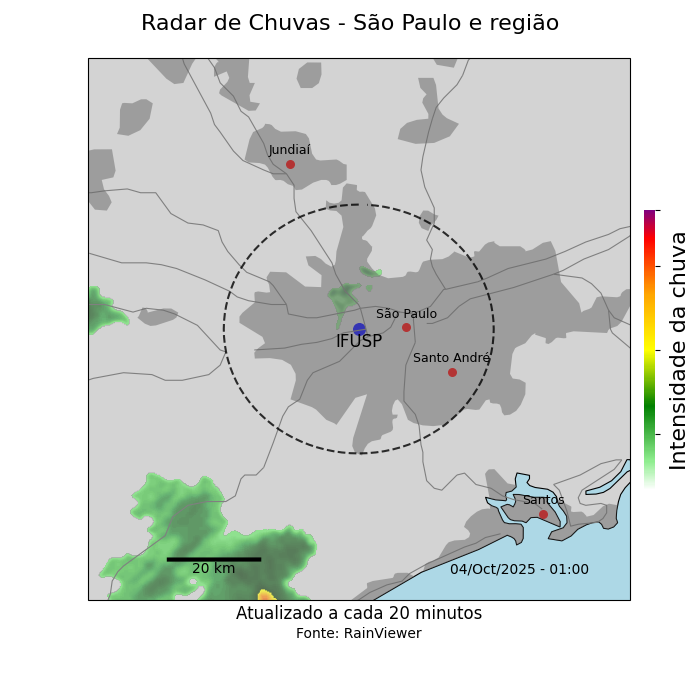 Radar de Chuvas - São Paulo e região
Jundiaí
São Paulo
IFUSP
Santo André
Santos
20 km
04/Oct/2025 - 01:00
Intensidade da chuva
Atualizado a cada 20 minutos
Fonte: RainViewer